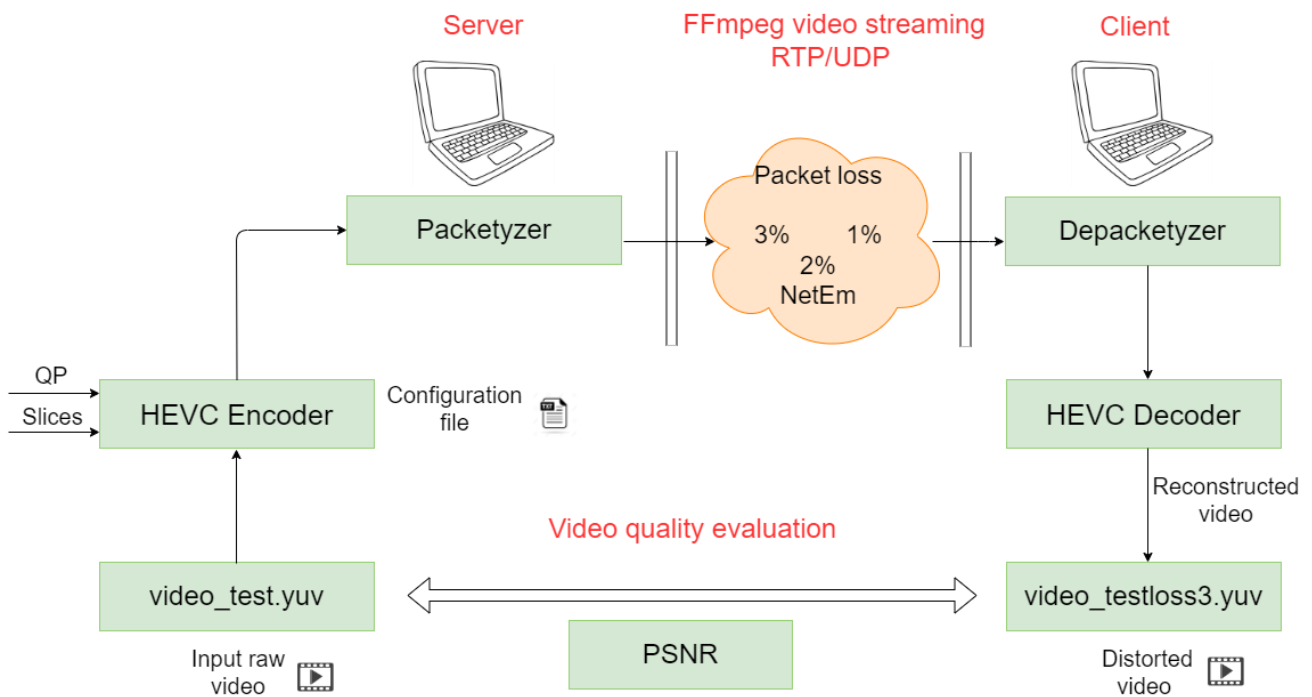 Server
FFmpeg video streaming
RTP/UDP
Client
Packetyzer
Packet loss
3%
1%
2%
NetEm
Depacketyzer
QP
Slices
HEVC Encoder
Configuration
file
TXT
HEVC Decoder
Reconstructed
video
Video quality evaluation
video_test.yuv
PSNR
video_testloss3.yuv
Input raw
video
Distorted
video